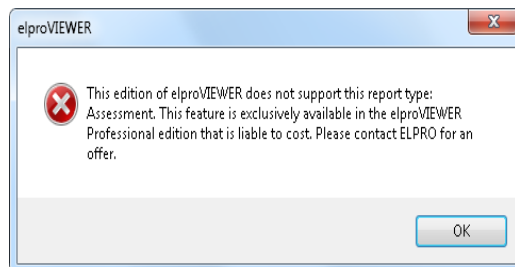 elproVIEWER
This edition of elproVIEWER does not support this report type:
Assessment. This feature is exclusively available in the elproVIEWER
Professional edition that is liable to cost. Please contact ELPRO for an
offer.
OK